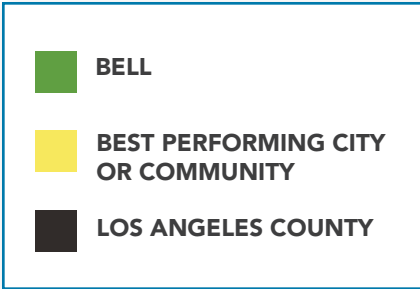 BELL
BEST PERFORMING CITY
OR COMMUNITY
LOS ANGELES COUNTY